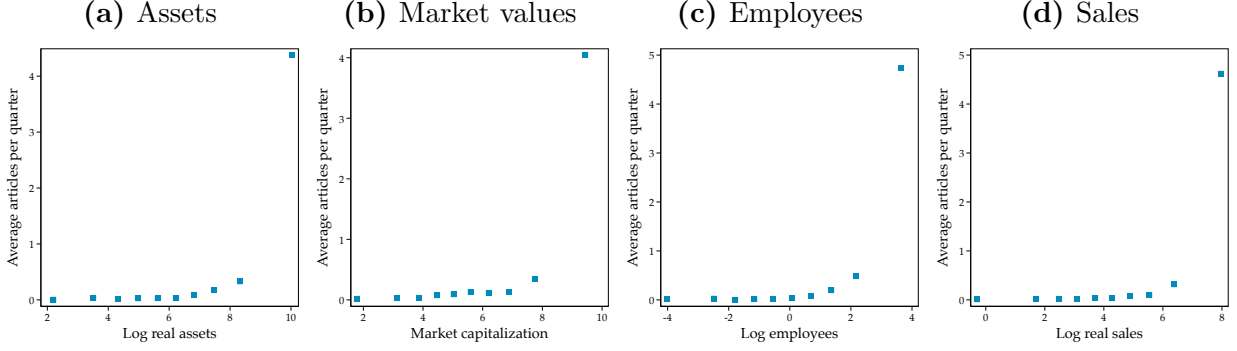 (a) Assets
Average articles per quarter
4
3
2
1
0
2 4 6 8 10
Log real assets
(b) Market values
Average articles per quarter
4
3
2
1
0
2 4 6 8 10
Market capitalization
(c) Employees
Average articles per quarter
5
4
3
2
1
0
-4 -2 0 2 4
Log employees
(d) Sales
Average articles per quarter
5
4
3
2
1
0
0 2 4 6 8
Log real sales